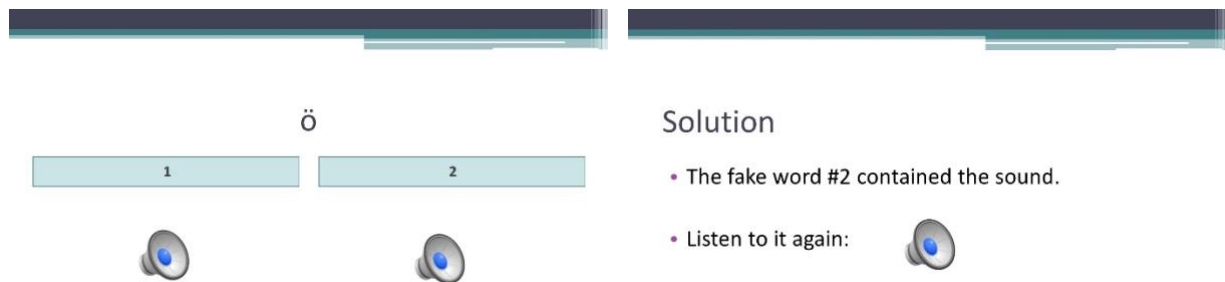 ö
1 2
Solution
• The fake word #2 contained the sound.
• Listen to it again: